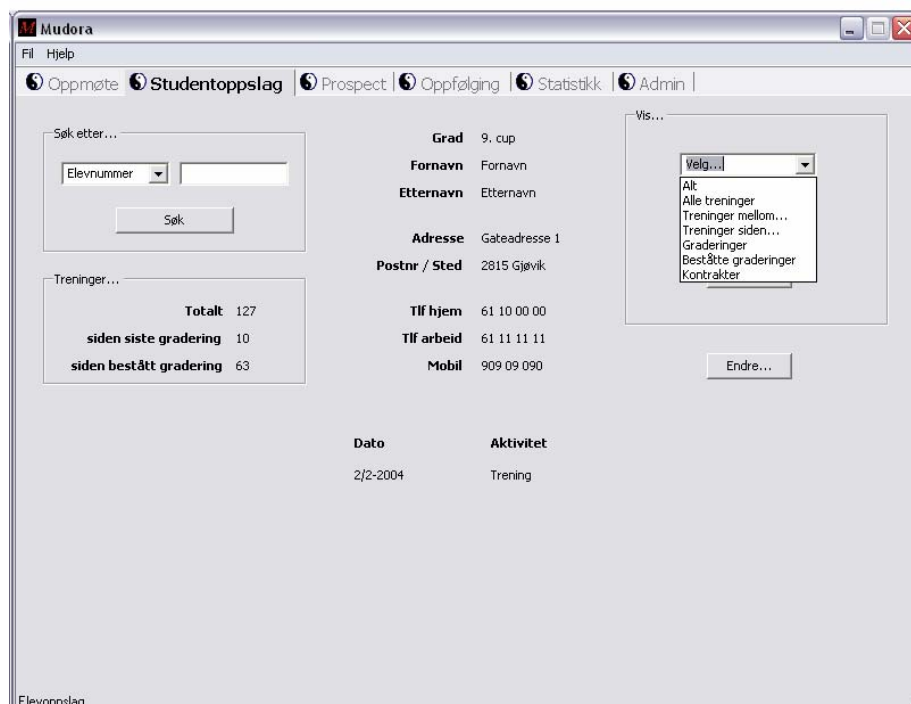 Mudora
Fil Hjelp
Oppmøte Studentoppslag Prospect Oppfølging Statistikk Admin
Søk etter...
Elevnummer
Søk
Treninger...
Totalt 127
siden siste gradering 10
siden bestått gradering 63
Grad 9. cup
Fornavn Fornavn
Etternavn Etternavn
Adresse Gateadresse 1
Postnr / Sted 2815 Gjøvik
Tlf hjem 61 10 00 00
Tlf arbeid 61 11 11 11
Mobil 909 09 090
Vis...
Velg...
Alt
Alle treninger
Treninger mellom...
Treninger siden...
Graderinger
Beståtte graderinger
Kontrakter
Endre...
Dato Aktivitet
2/2-2004 Trening
Elevoppslag